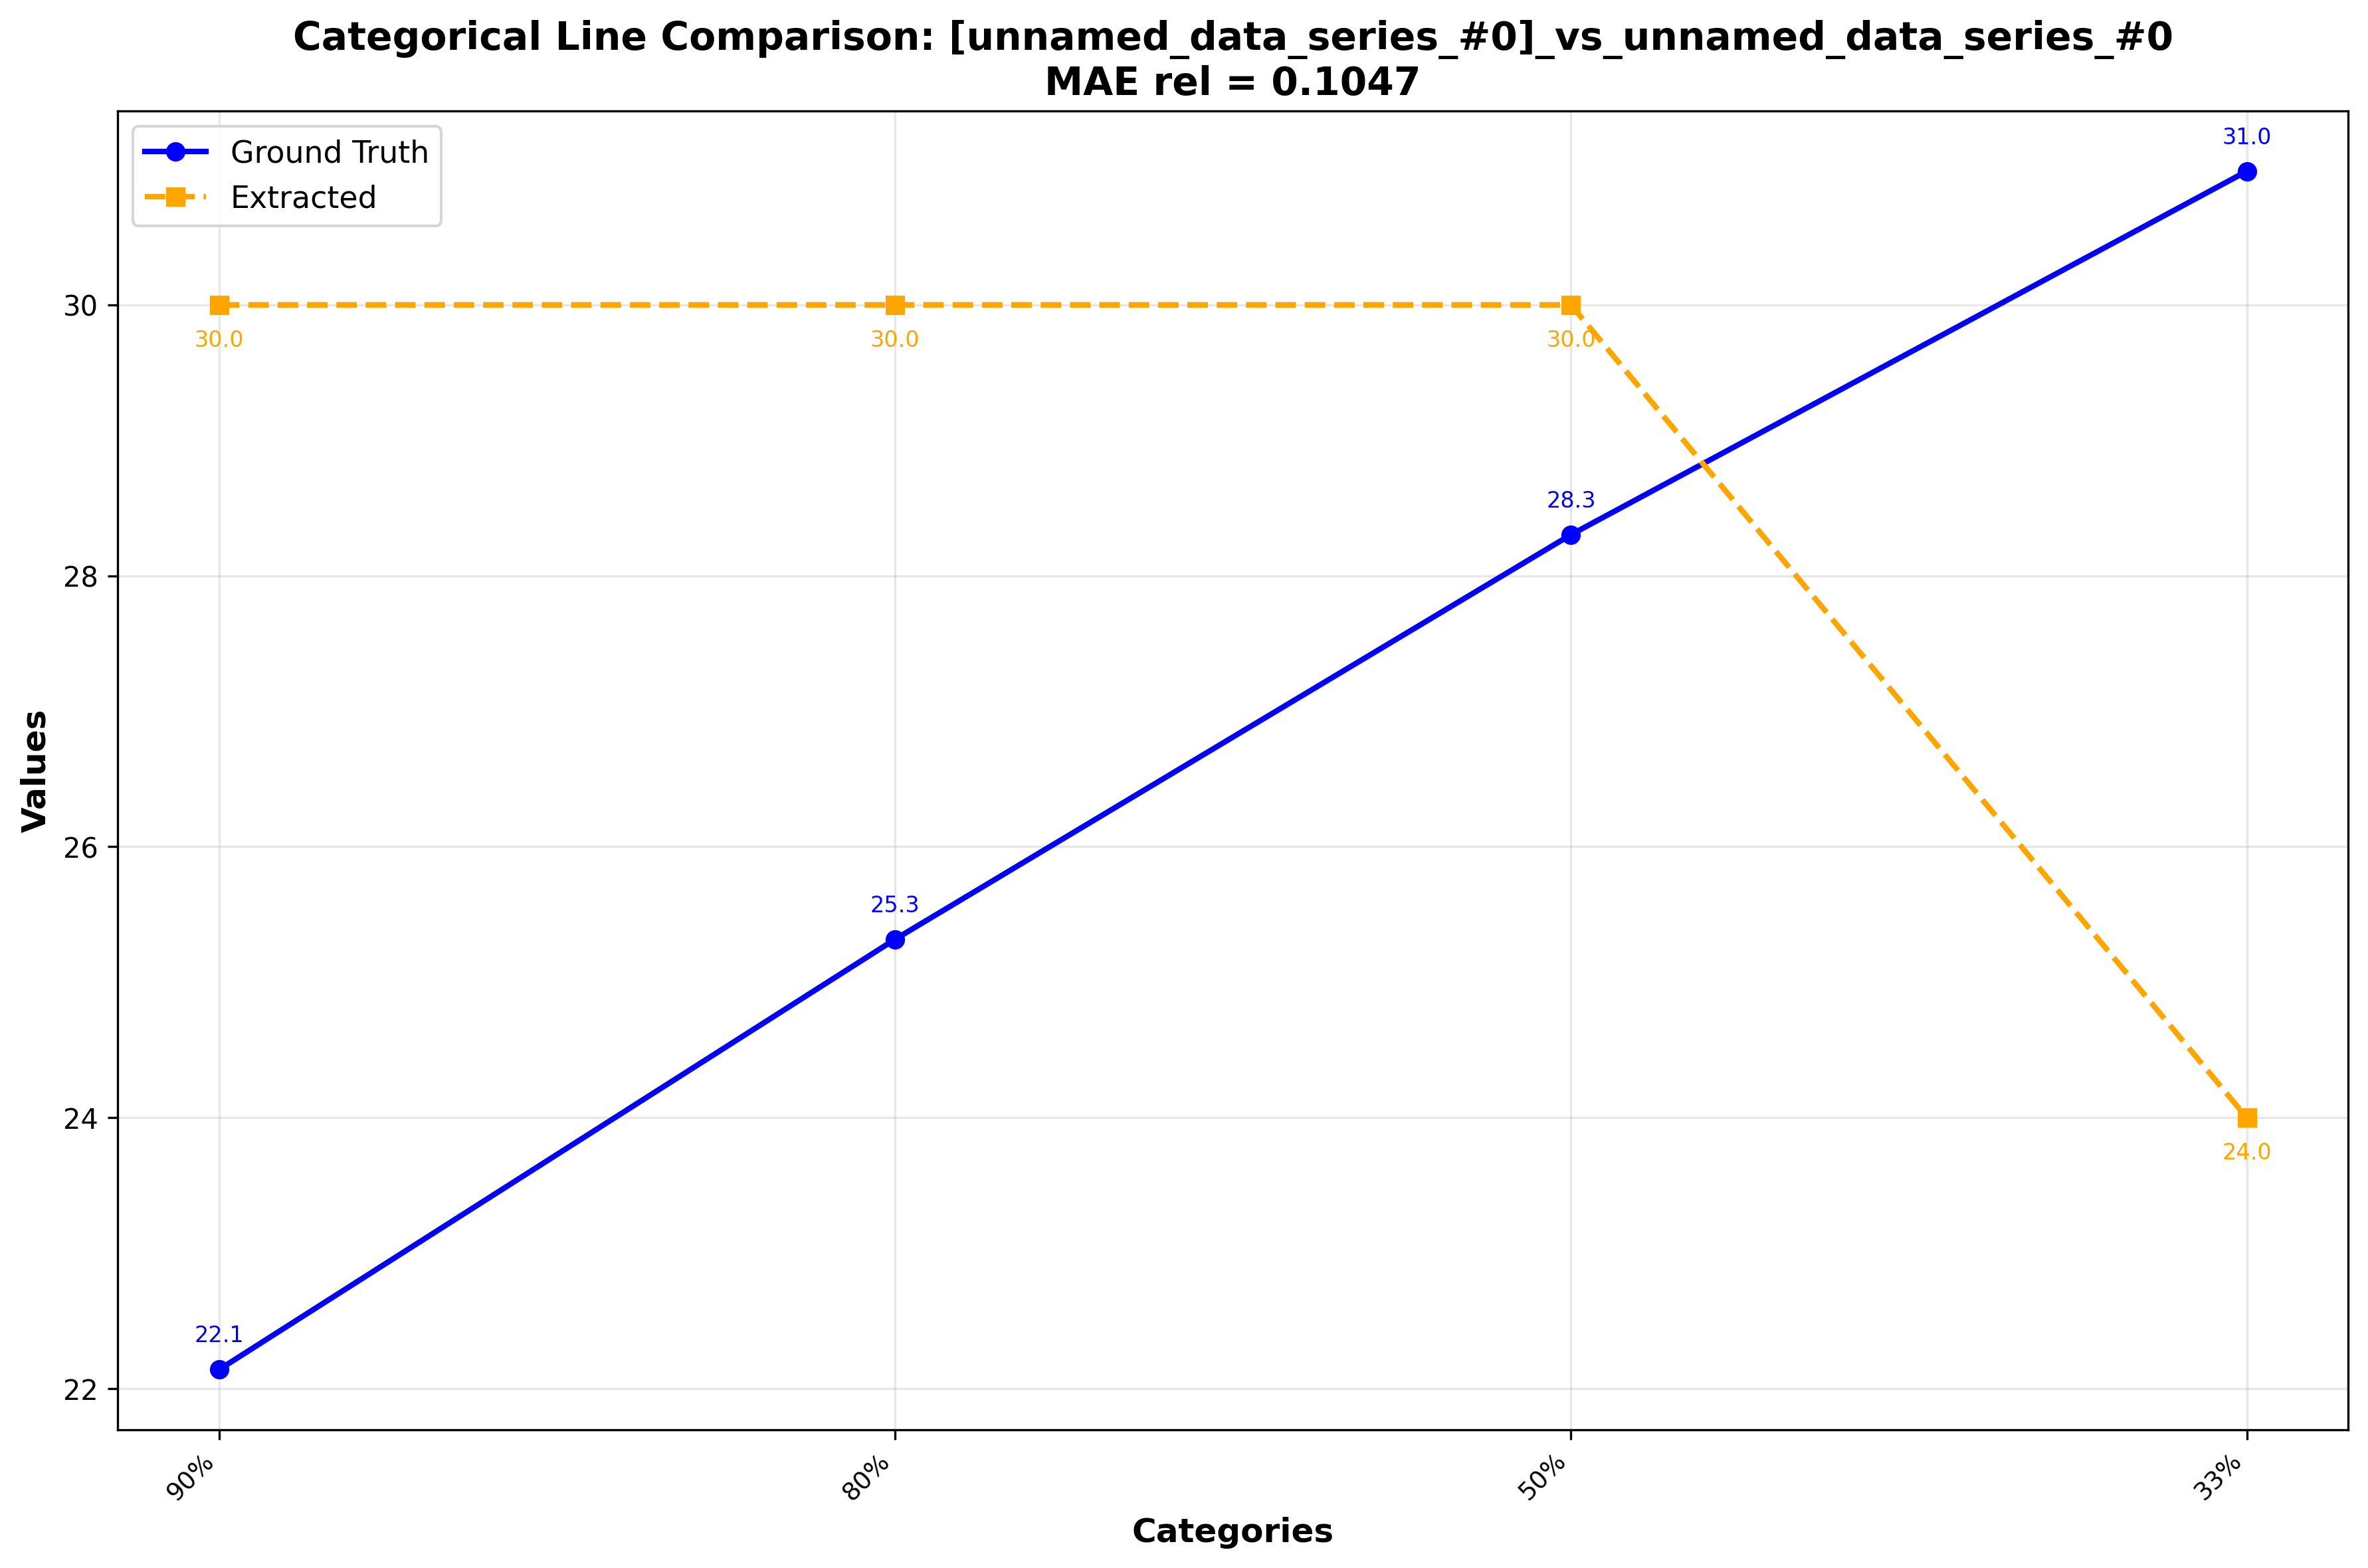 Categorical Line Comparison: [unnamed_data_series_#0]_vs_unnamed_data_series_#0
MAE rel = 0.1047
Ground Truth
Extracted
31.0
30.0
30.0
30.0
28.3
25.3
24.0
22.1
30
28
26
24
22
Values
90%
80%
50%
33%
Categories